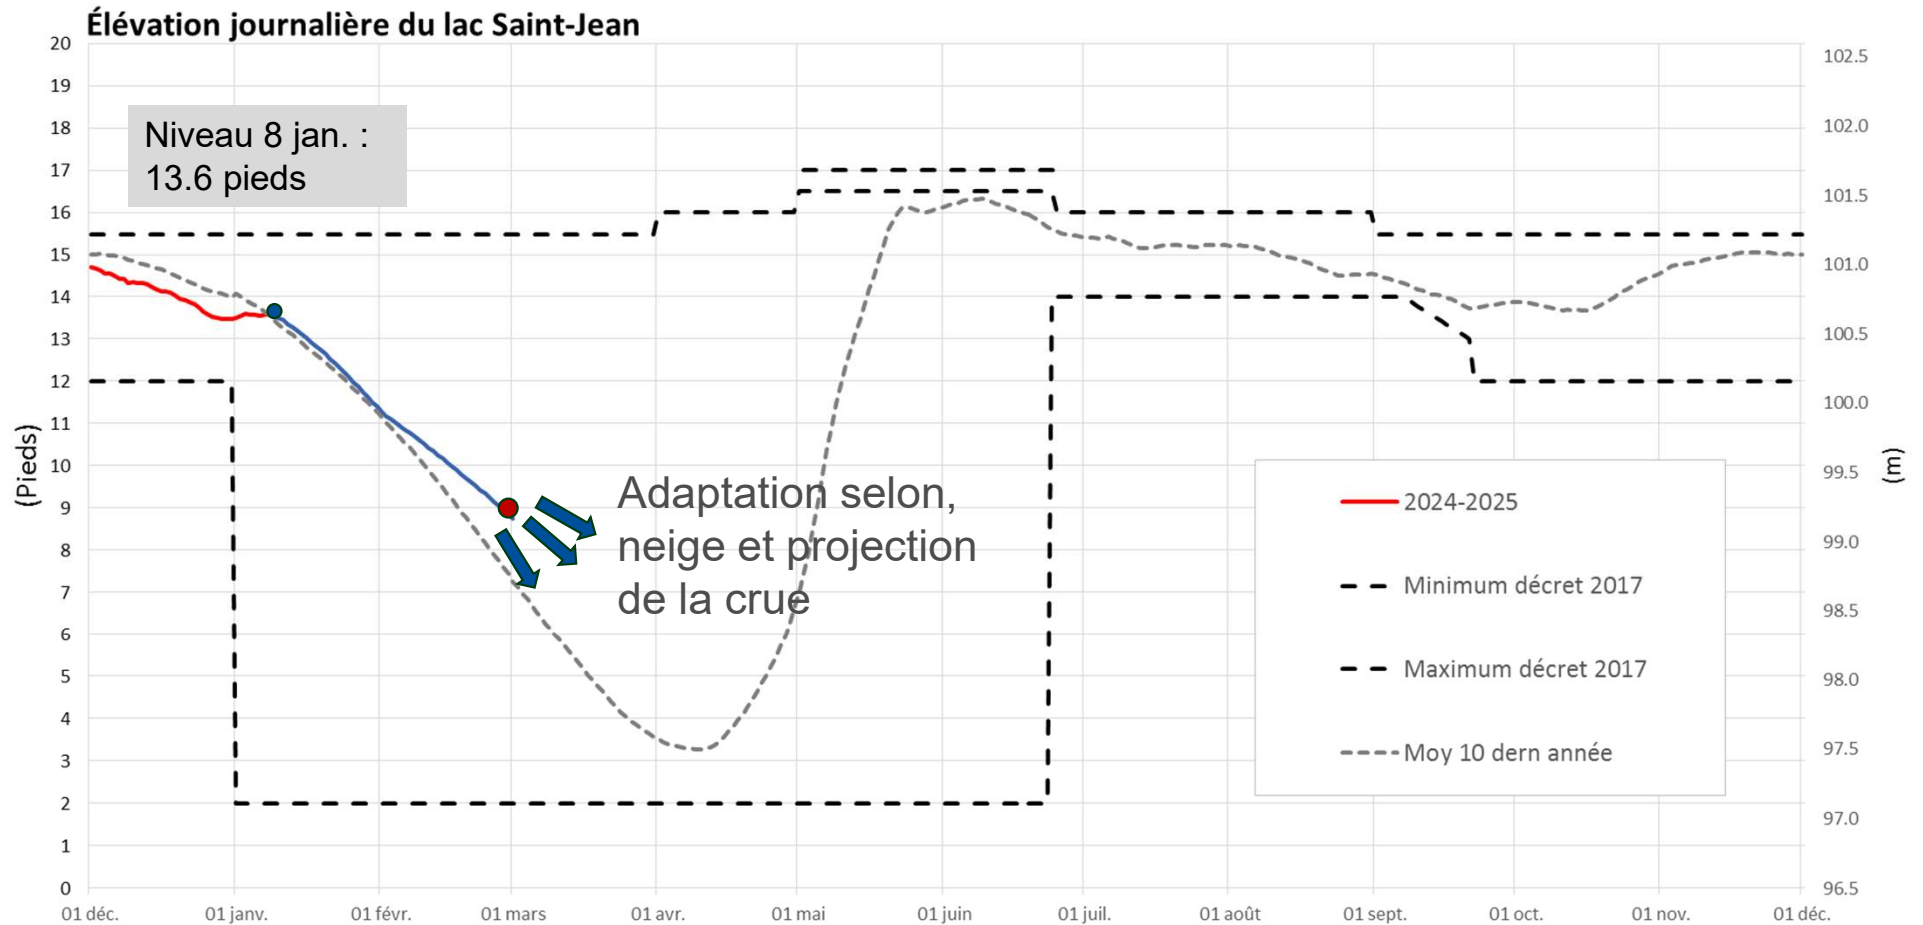 Élévation journalière du lac Saint-Jean
20
19
18
17
16
15
14
13
12
11
10
9
8
7
6
5
4
3
2
1
0
(Pieds)
Niveau 8 jan. :
13.6 pieds
Adaptation selon,
neige et projection
de la crue
2024-2025
Minimum décret 2017
Maximum décret 2017
Moy 10 dern année
102.5
102.0
101.5
101.0
100.5
100.0
99.5
99.0
98.5
98.0
97.5
97.0
96.5
(m)
01 déc. 01 janv. 01 févr. 01 mars 01 avr. 01 mai 01 juin 01 juil. 01 août 01 sept. 01 oct. 01 nov. 01 déc.